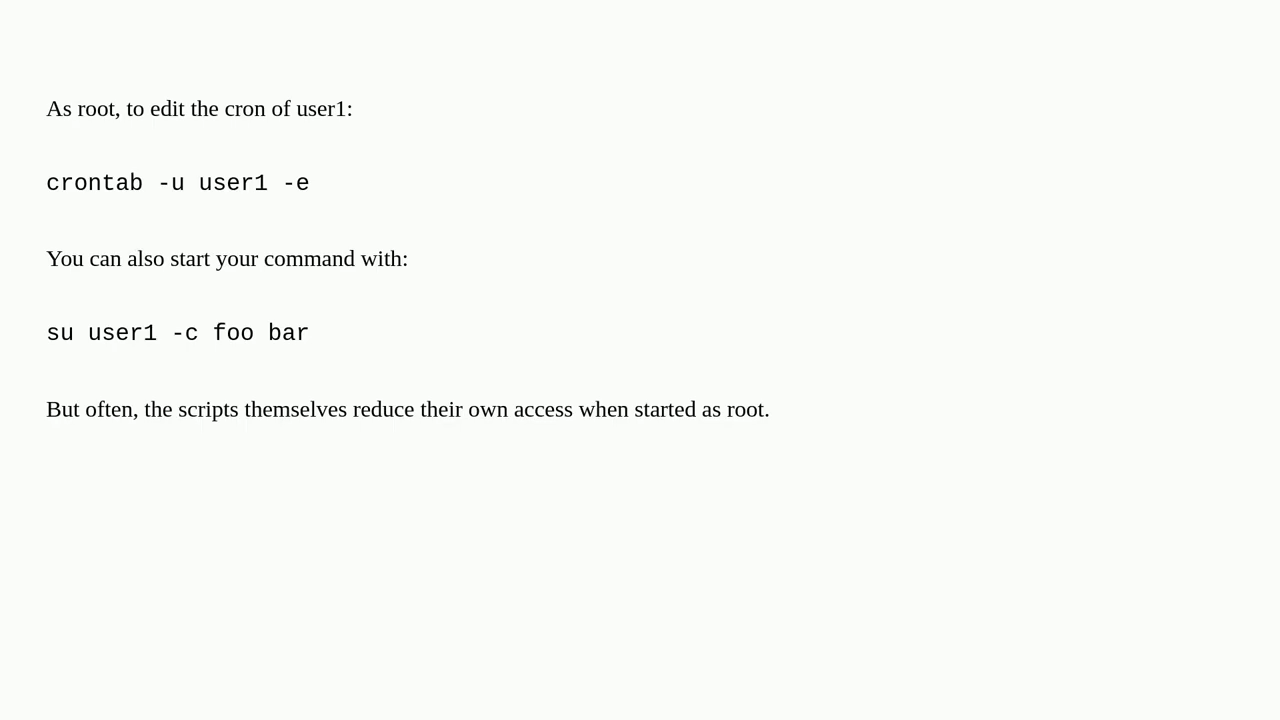 As root, to edit the cron of user1:
crontab -u user1 -e
You can also start your command with:
su user1 -c foo bar
But often, the scripts themselves reduce their own access when started as root.